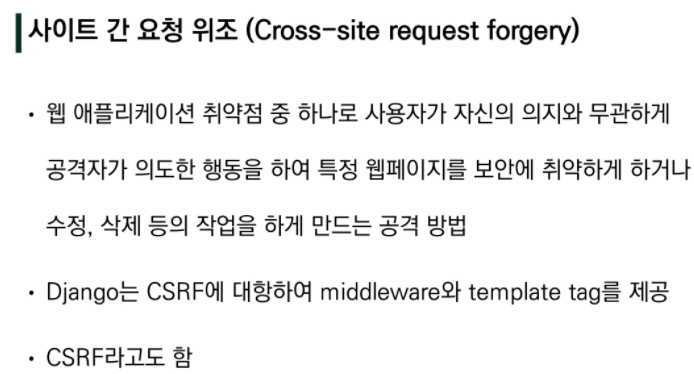 사이트 간 요청 위조 (Cross-site request forgery)
• 웹 애플리케이션 취약점 중 하나로 사용자가 자신의 의지와 무관하게
공격자가 의도한 행동을 하여 특정 웹페이지를 보안에 취약하게 하거나
수정, 삭제 등의 작업을 하게 만드는 공격 방법
• Django는 CSRF에 대항하여 middleware와 template tag를 제공
• CSRF라고도 함